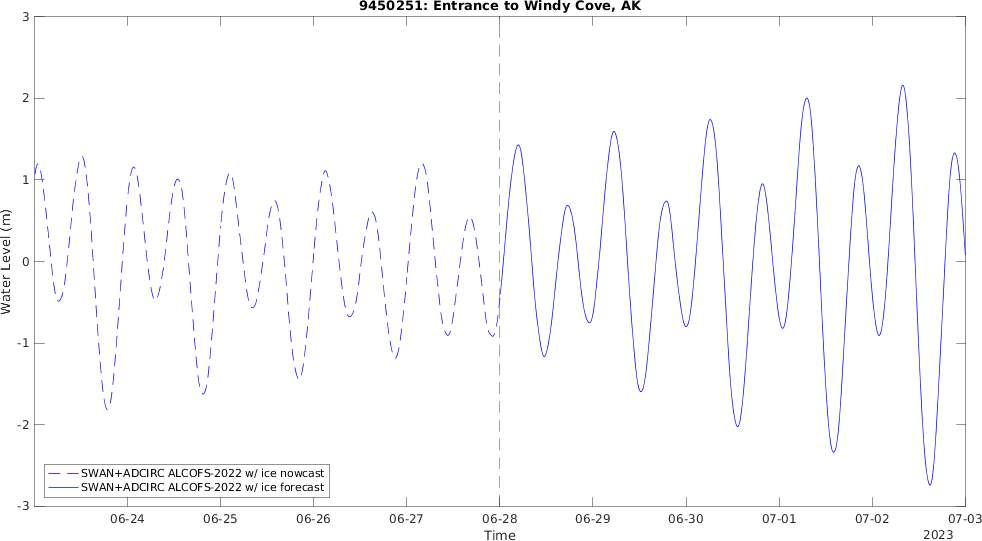 9450251: Entrance to Windy Cove, AK
3
2
1
0
-1
-2
-3
Water Level (m)
SWAN+ADCIRC ALCOFS-2022 w/ ice nowcast
SWAN+ADCIRC ALCOFS-2022 w/ ice forecast
06-24 06-25 06-26 06-27 06-28 06-29 06-30 07-01 07-02 07-03
Time
2023